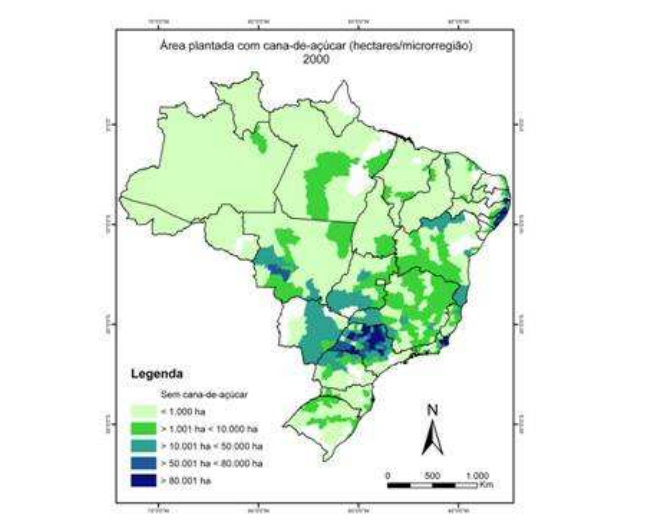 Área plantada com cana-de-açúcar (hectares/microrregião)
2000
Legenda
Sem cana-de-açúcar
< 1.000 ha
> 1.001 ha < 10.000 ha
> 10.001 ha < 50.000 ha
> 50.001 ha < 80.000 ha
> 80.001 ha
N
0 500 1.000
Km